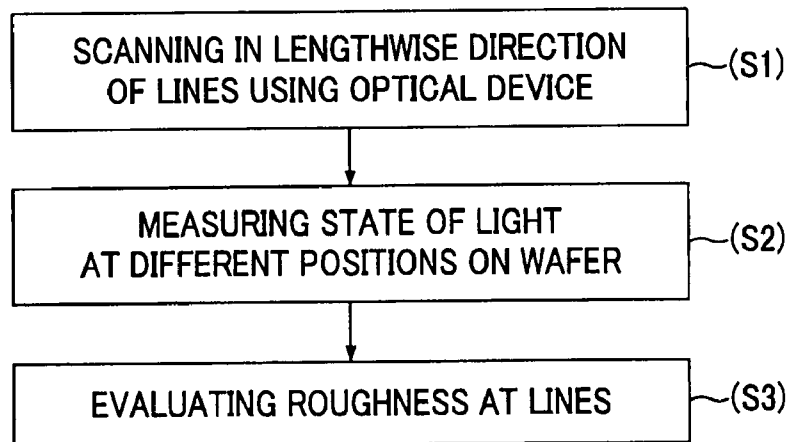 SCANNING IN LENGTHWISE DIRECTION
OF LINES USING OPTICAL DEVICE
(S1)
MEASURING STATE OF LIGHT
AT DIFFERENT POSITIONS ON WAFER
(S2)
EVALUATING ROUGHNESS AT LINES
(S3)